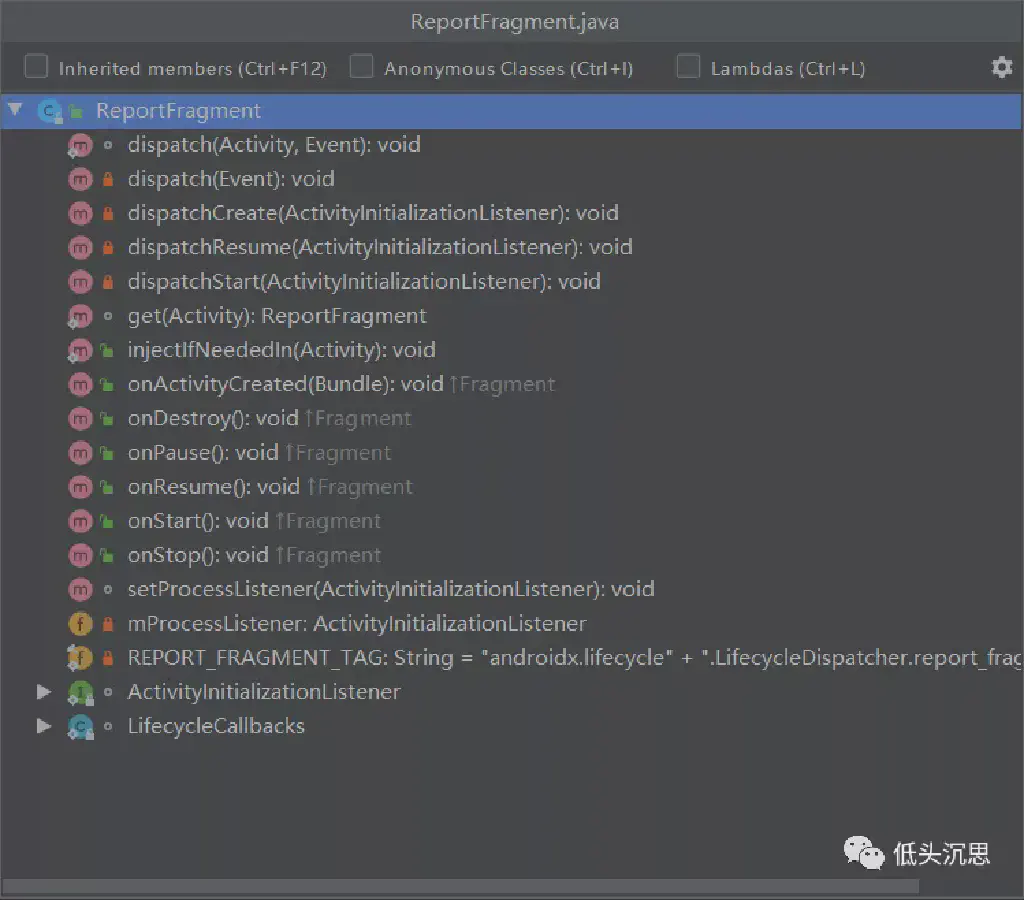 ReportFragment.java
Inherited members (Ctrl+F12) Anonymous Classes (Ctrl+I) Lambdas (Ctrl+L)
ReportFragment
dispatch(Activity, Event): void
dispatch(Event): void
dispatchCreate(ActivityInitializationListener): void
dispatchResume(ActivityInitializationListener): void
dispatchStart(ActivityInitializationListener): void
get(Activity): ReportFragment
injectIfNeededIn(Activity): void
onActivityCreated(Bundle): void ↑Fragment
onDestroy(): void ↑Fragment
onPause(): void ↑Fragment
onResume(): void ↑Fragment
onStart(): void ↑Fragment
onStop(): void ↑Fragment
setProcessListener(ActivityInitializationListener): void
mProcessListener: ActivityInitializationListener
REPORT_FRAGMENT_TAG: String = "androidx.lifecycle" + ".LifecycleDispatcher.report_frag
ActivityInitializationListener
LifecycleCallbacks
低头沉思